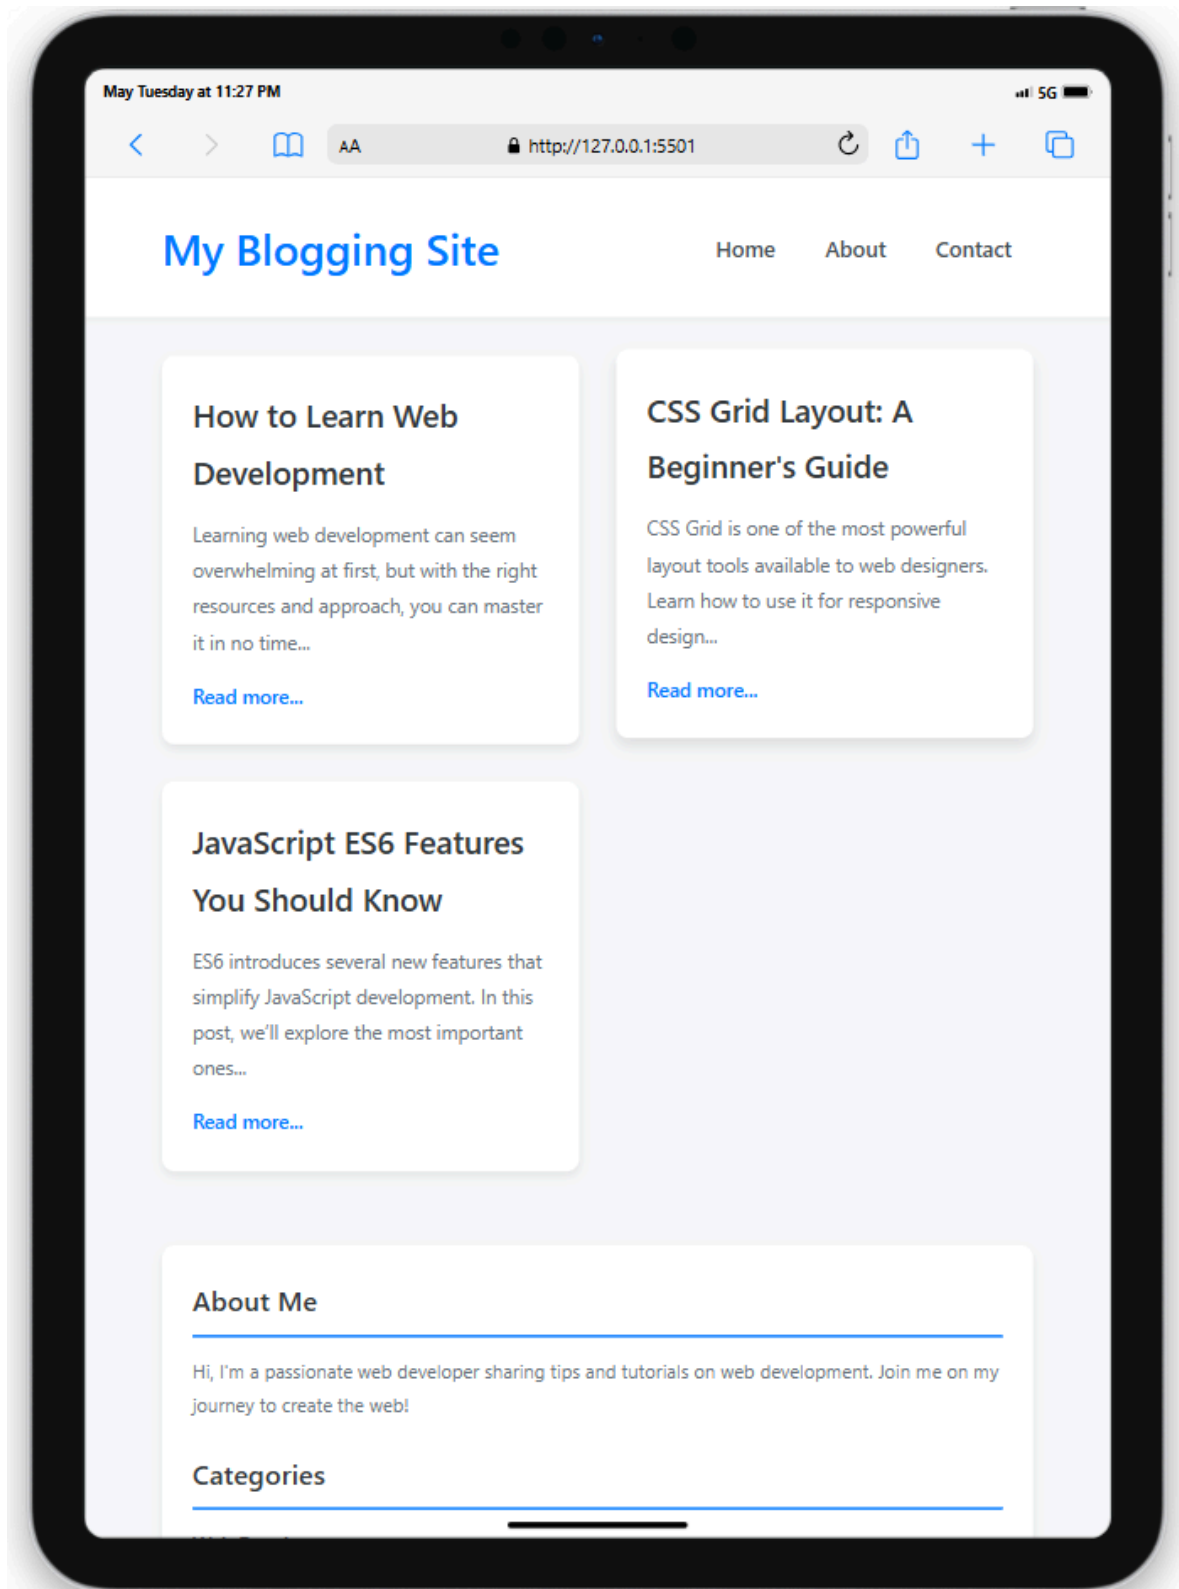 May Tuesday at 11:27 PM
5G
AA
http://127.0.0.1:5501
My Blogging Site
Home About Contact
How to Learn Web
Development
Learning web development can seem
overwhelming at first, but with the right
resources and approach, you can master
it in no time...
Read more...
CSS Grid Layout: A
Beginner's Guide
CSS Grid is one of the most powerful
layout tools available to web designers.
Learn how to use it for responsive
design...
Read more...
JavaScript ES6 Features
You Should Know
ES6 introduces several new features that
simplify JavaScript development. In this
post, we'll explore the most important
ones...
Read more...
About Me
Hi, I'm a passionate web developer sharing tips and tutorials on web development. Join me on my
journey to create the web!
Categories